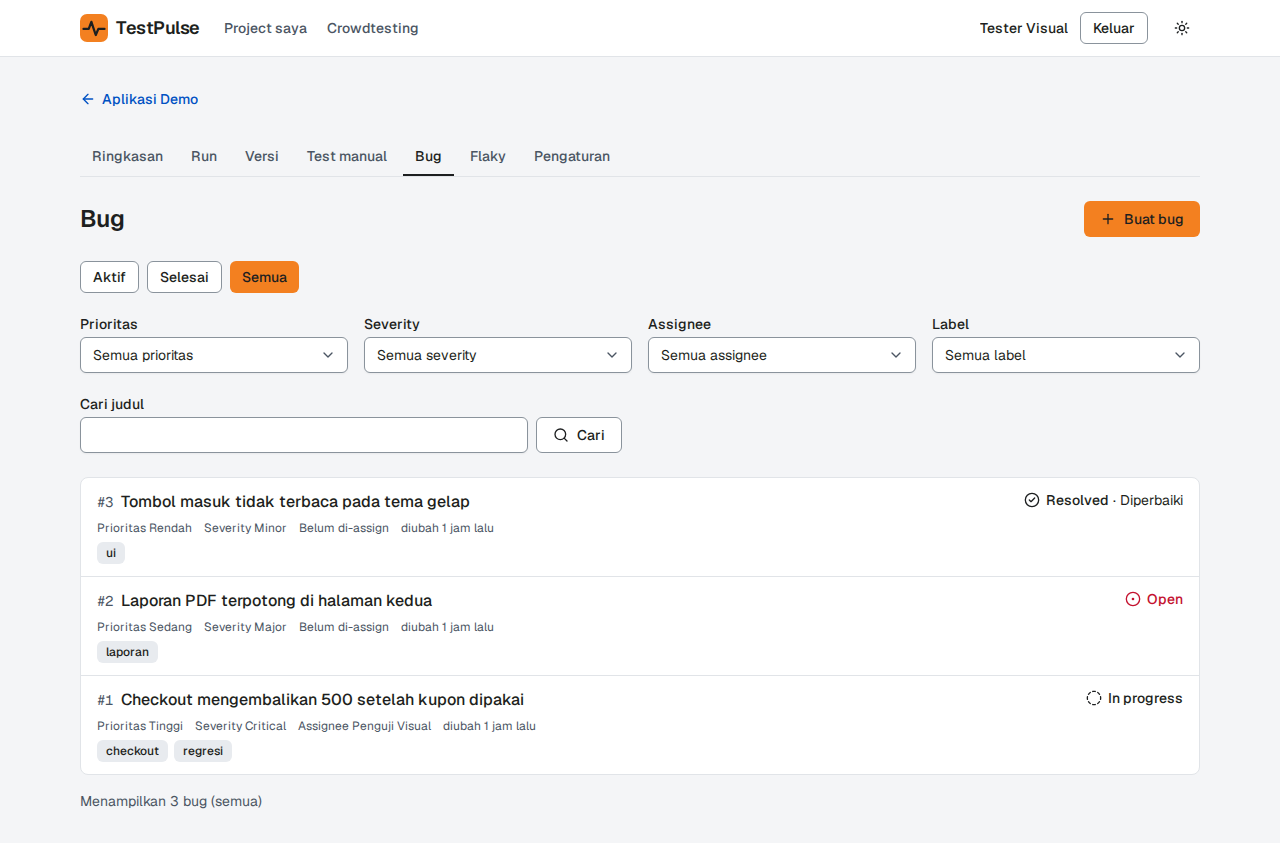 TestPulse Project saya Crowdtesting Tester Visual Keluar
Aplikasi Demo
Ringkasan Run Versi Test manual Bug Flaky Pengaturan
Bug Buat bug
Aktif Selesai Semua
Prioritas Severity Assignee Label
Semua prioritas Semua severity Semua assignee Semua label
Cari judul
Cari
#3 Tombol masuk tidak terbaca pada tema gelap Resolved · Diperbaiki
Prioritas Rendah Severity Minor Belum di-assign diubah 1 jam lalu
ui
#2 Laporan PDF terpotong di halaman kedua Open
Prioritas Sedang Severity Major Belum di-assign diubah 1 jam lalu
laporan
#1 Checkout mengembalikan 500 setelah kupon dipakai In progress
Prioritas Tinggi Severity Critical Assignee Penguji Visual diubah 1 jam lalu
checkout regresi
Menampilkan 3 bug (semua)